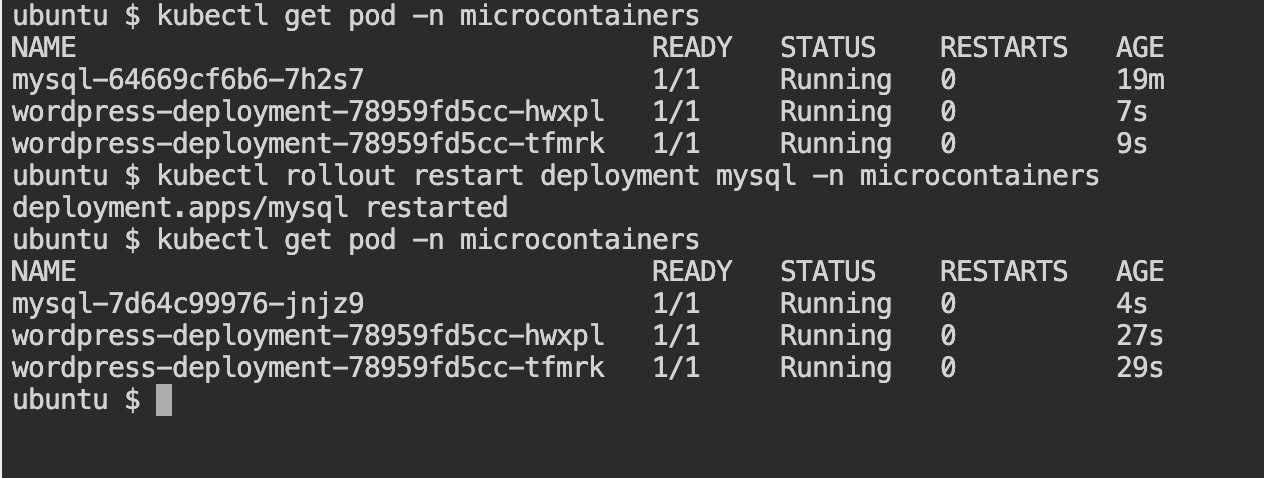 ubuntu $ kubectl get pod -n microcontainers
NAME                                    READY   STATUS    RESTARTS   AGE
mysql-64669cf6b6-7h2s7                  1/1     Running   0          19m
wordpress-deployment-78959fd5cc-hwxpl   1/1     Running   0          7s
wordpress-deployment-78959fd5cc-tfmrk   1/1     Running   0          9s
ubuntu $ kubectl rollout restart deployment mysql -n microcontainers
deployment.apps/mysql restarted
ubuntu $ kubectl get pod -n microcontainers
NAME                                    READY   STATUS    RESTARTS   AGE
mysql-7d64c99976-jnjz9                  1/1     Running   0          4s
wordpress-deployment-78959fd5cc-hwxpl   1/1     Running   0          27s
wordpress-deployment-78959fd5cc-tfmrk   1/1     Running   0          29s
ubuntu $